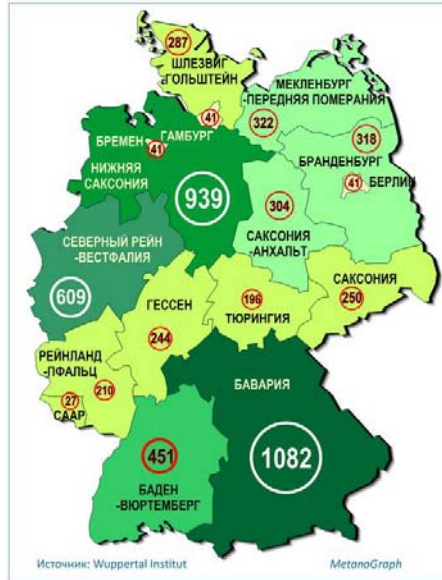 287
ШЛЕЗВИГ
-ГОЛЬШТЕЙН
МЕКЛЕНБУРГ
-ПЕРЕДНЯЯ ПОМЕРАНИЯ
322
41
ГАМБУРГ
БРЕМЕН
41
318
БРАНДЕНБУРГ
41
БЕРЛИН
НИЖНЯЯ
САКСОНИЯ
939
304
САКСОНИЯ
-АНХАЛЬТ
СЕВЕРНЫЙ РЕЙН
-ВЕСТФАЛИЯ
609
ГЕССЕН
244
196
ТЮРИНГИЯ
САКСОНИЯ
250
РЕЙНЛАНД
-ПФАЛЬЦ
210
27
СААР
БАВАРИЯ
1082
451
БАДЕН
-ВЮРТЕМБЕРГ
Источник: Wuppertal Institut
MetanoGraph